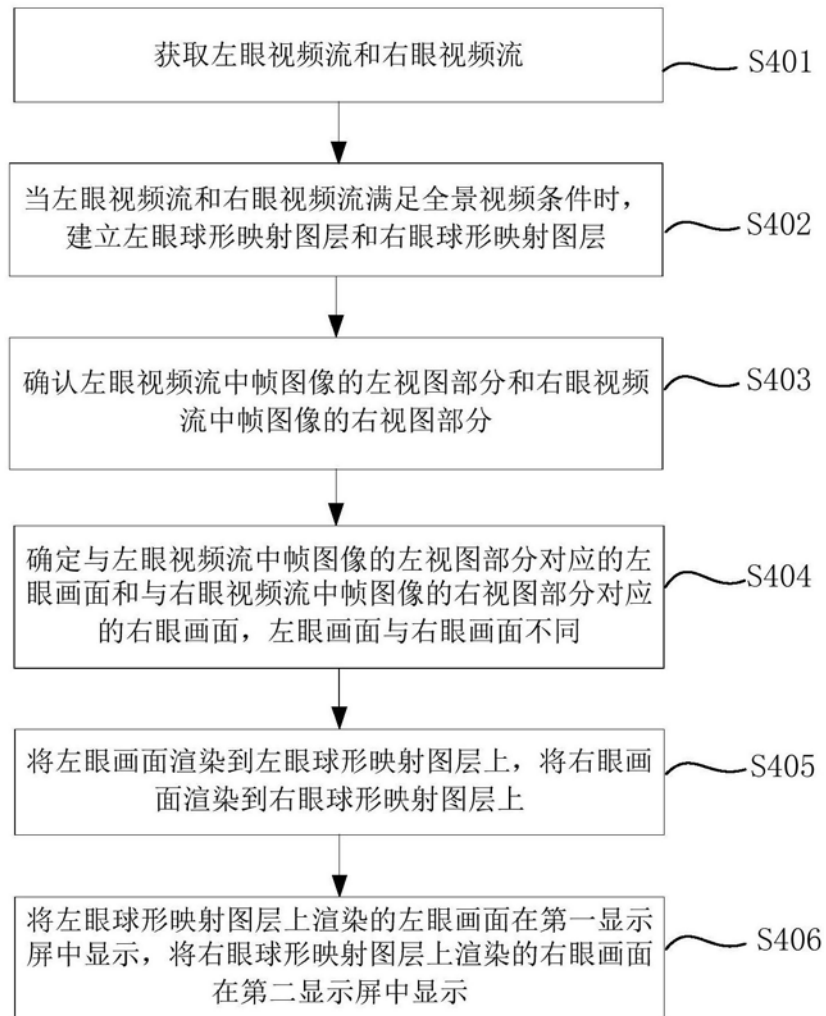 获取左眼视频流和右眼视频流
S401
当左眼视频流和右眼视频流满足全景视频条件时，
建立左眼球形映射图层和右眼球形映射图层
S402
确认左眼视频流中帧图像的左视图部分和右眼视频
流中帧图像的右视图部分
S403
确定与左眼视频流中帧图像的左视图部分对应的左
眼画面和与右眼视频流中帧图像的右视图部分对应
的右眼画面，左眼画面与右眼画面不同
S404
将左眼画面渲染到左眼球形映射图层上，将右眼画
面渲染到右眼球形映射图层上
S405
将左眼球形映射图层上渲染的左眼画面在第一显示
屏中显示，将右眼球形映射图层上渲染的右眼画面
在第二显示屏中显示
S406